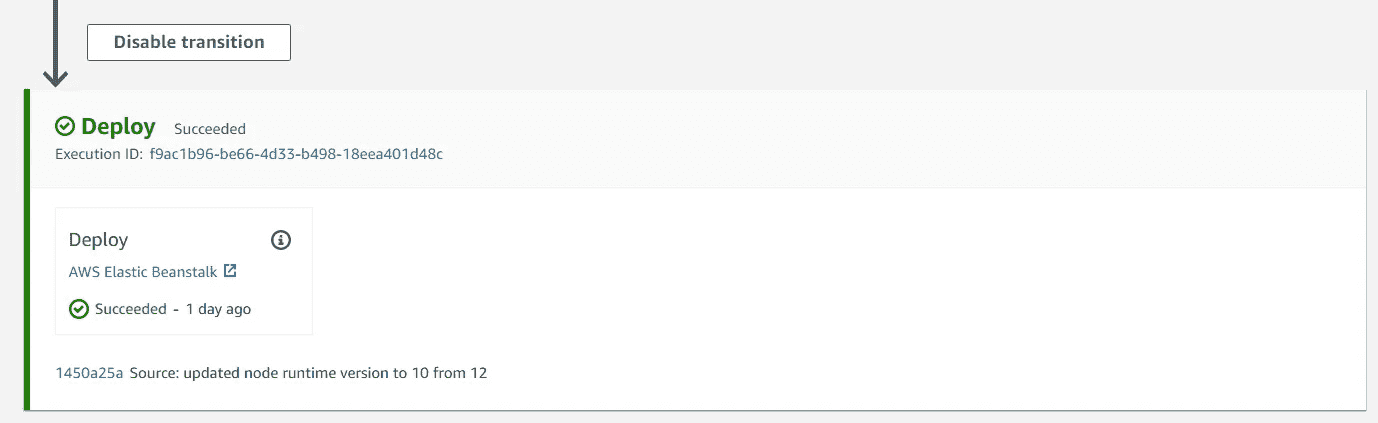 Disable transition
Deploy Succeeded
Execution ID: f9ac1b96-be66-4d33-b498-18eea401d48c
Deploy
AWS Elastic Beanstalk
Succeeded - 1 day ago
1450a25a Source: updated node runtime version to 10 from 12